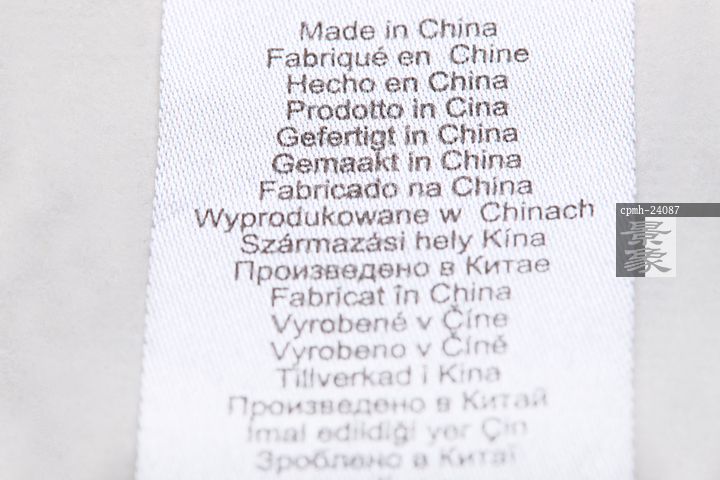 Made in China
Fabriqué en Chine
Hecho en China
Prodotto in Cina
Gefertigt in China
Gemaakt in China
Fabricado na China
Wyprodukowane w Chinach
Származási hely Kína
Произведено в Китае
Fabricat în China
Vyrobené v Číne
Vyrobeno v Číně
Tillverkad i Kina
Произведено в Китай
İmal edildiği yer Çin
Зроблено в Китаї
cpmh-24087
景象